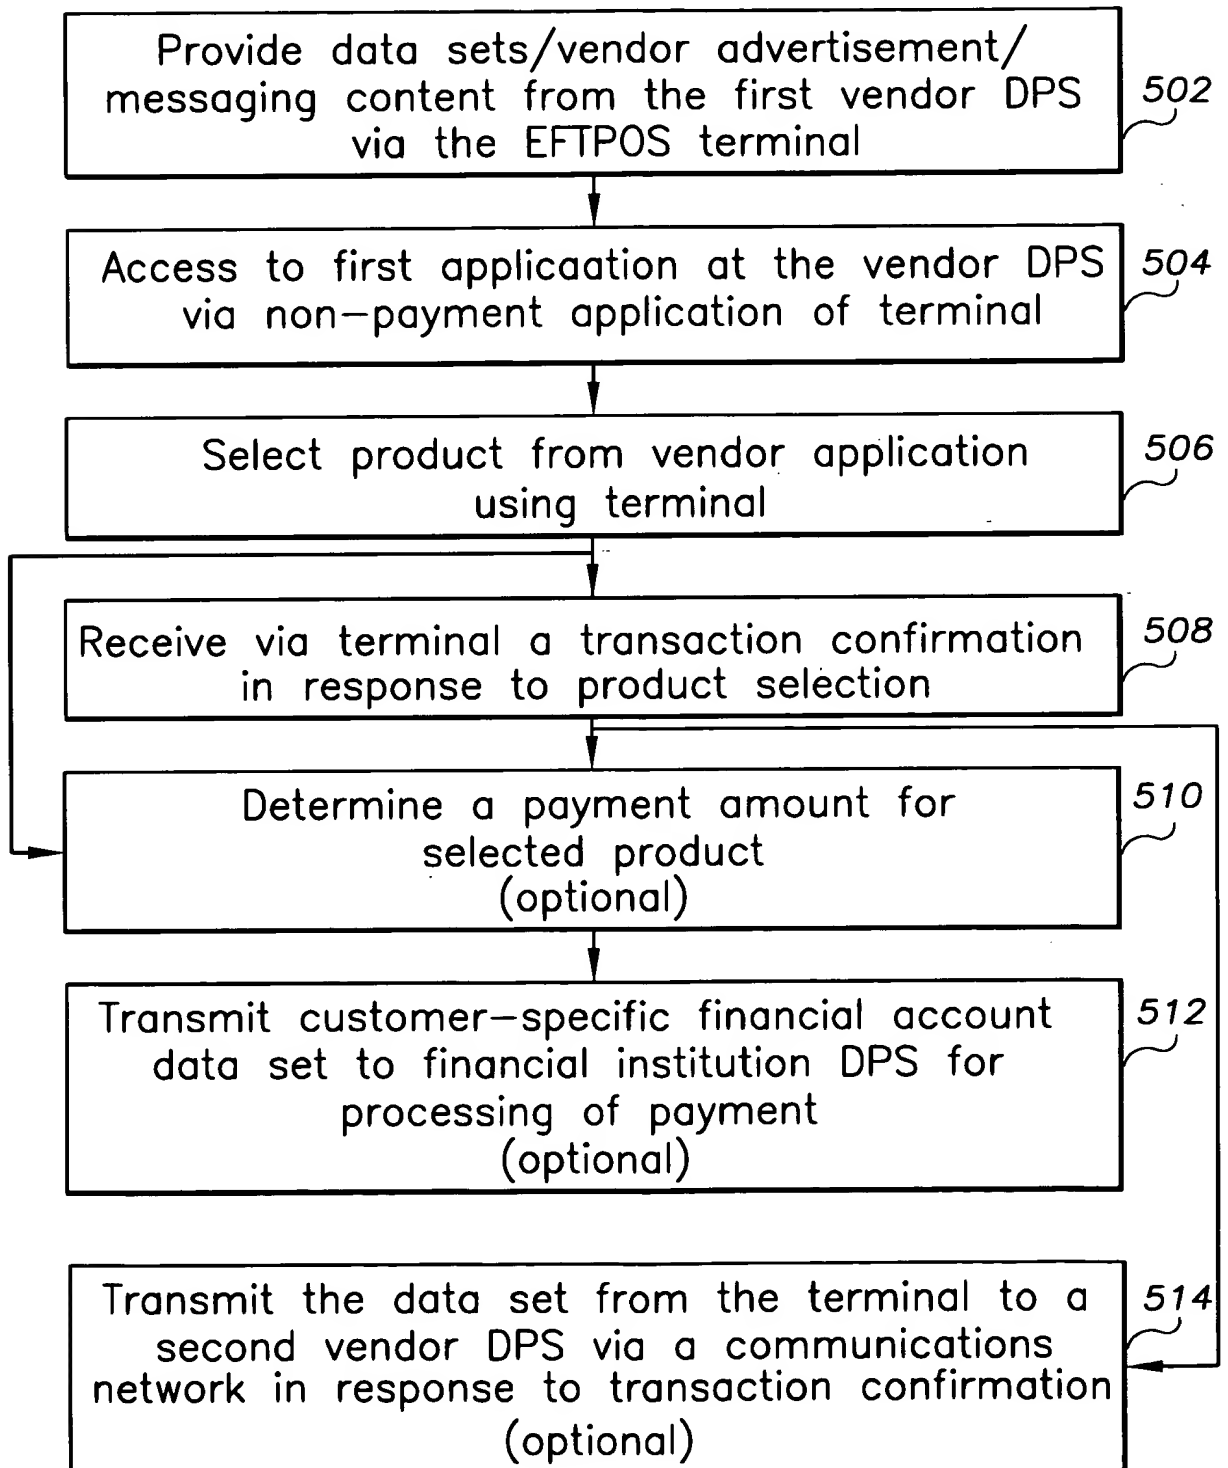 Provide data sets/vendor advertisement/
messaging content from the first vendor DPS
via the EFTPOS terminal
502
Access to first applicaation at the vendor DPS
via non-payment application of terminal
504
Select product from vendor application
using terminal
506
Receive via terminal a transaction confirmation
in response to product selection
508
Determine a payment amount for
selected product
(optional)
510
Transmit customer-specific financial account
data set to financial institution DPS for
processing of payment
(optional)
512
Transmit the data set from the terminal to a
second vendor DPS via a communications
network in response to transaction confirmation
(optional)
514